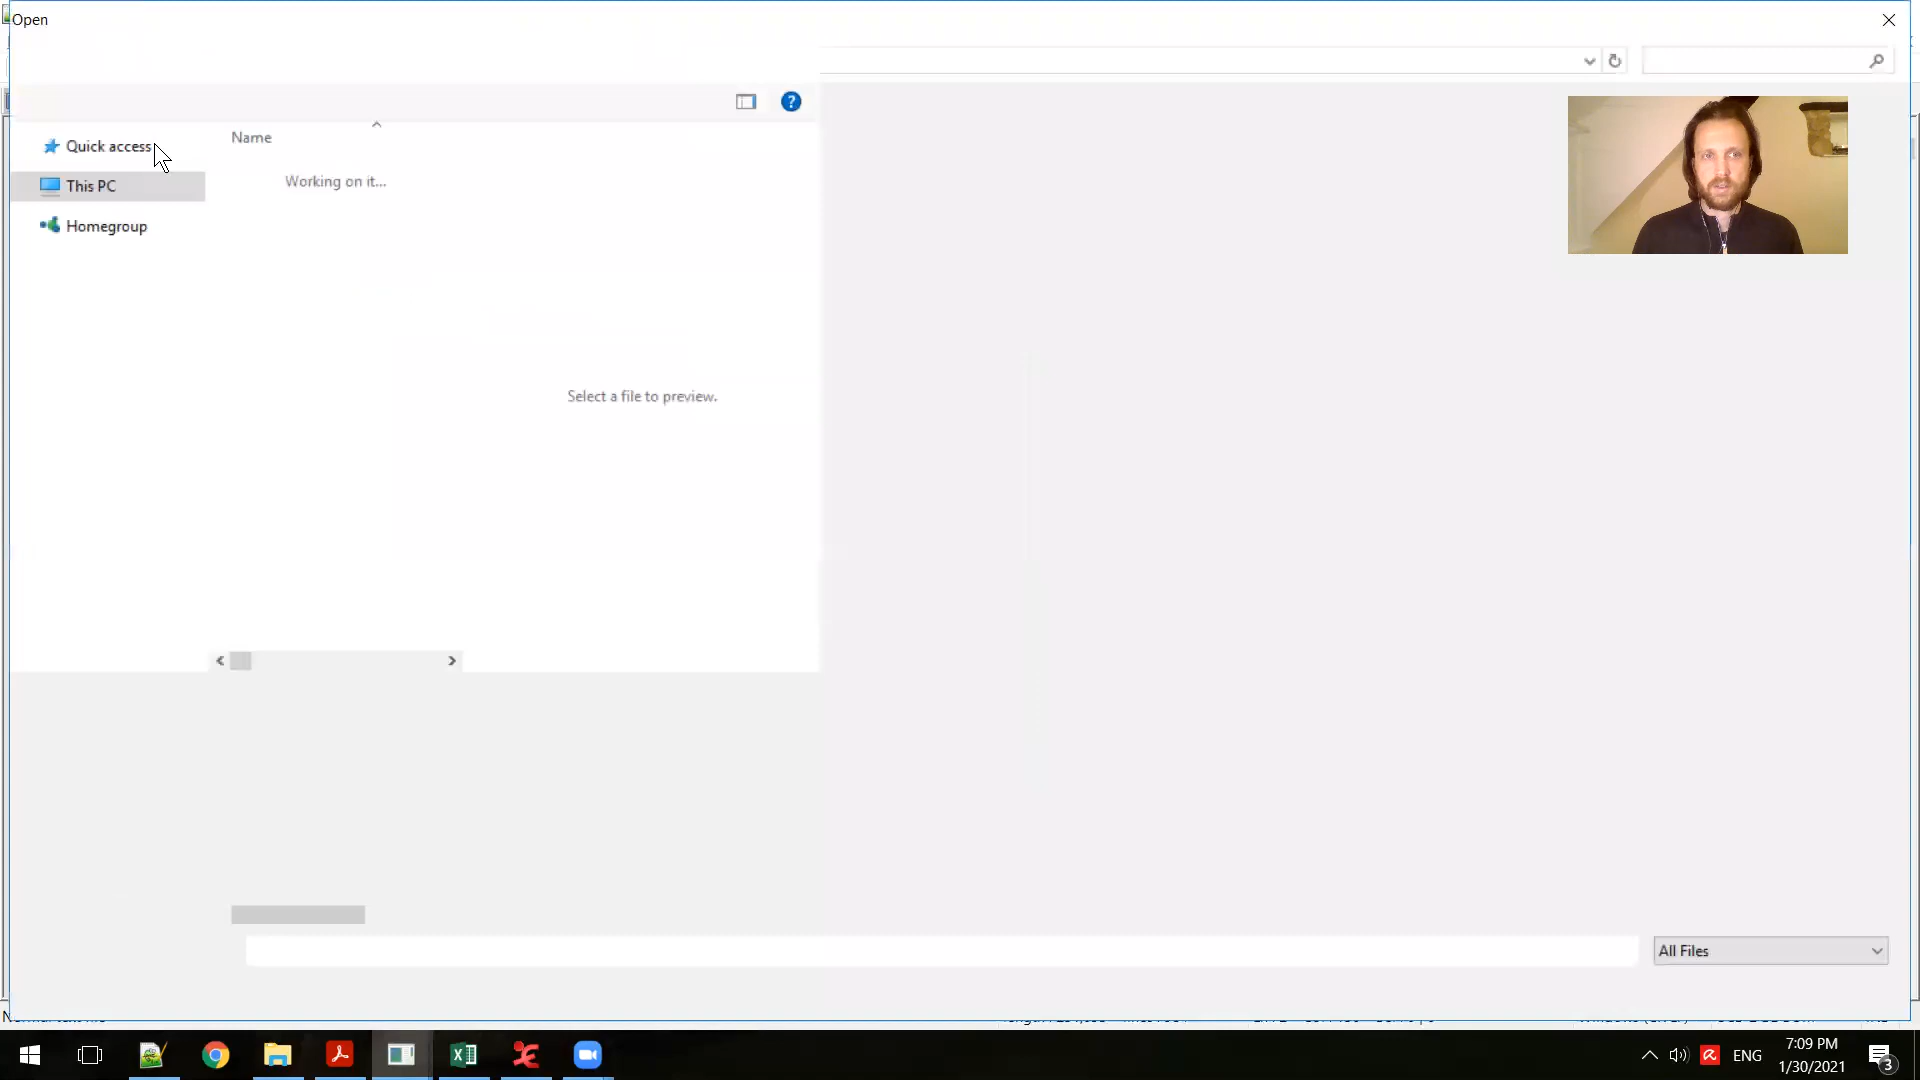 Open
Name
Quick access
Working on it...
This PC
Homegroup
Select a file to preview.
All Files
ENG
7:09 PM
1/30/2021
3